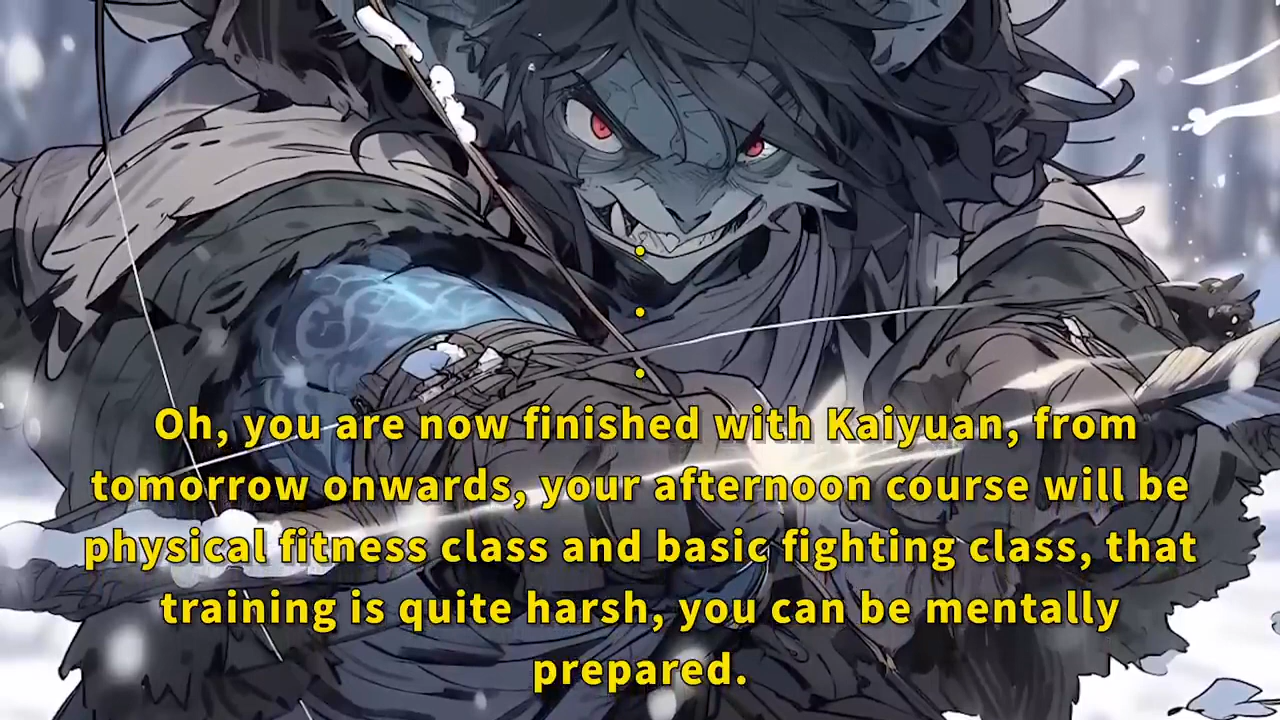 .
.
.
Oh, you are now finished with Kaiyuan, from
tomorrow onwards, your afternoon course will be
physical fitness class and basic fighting class, that
training is quite harsh, you can be mentally
prepared.